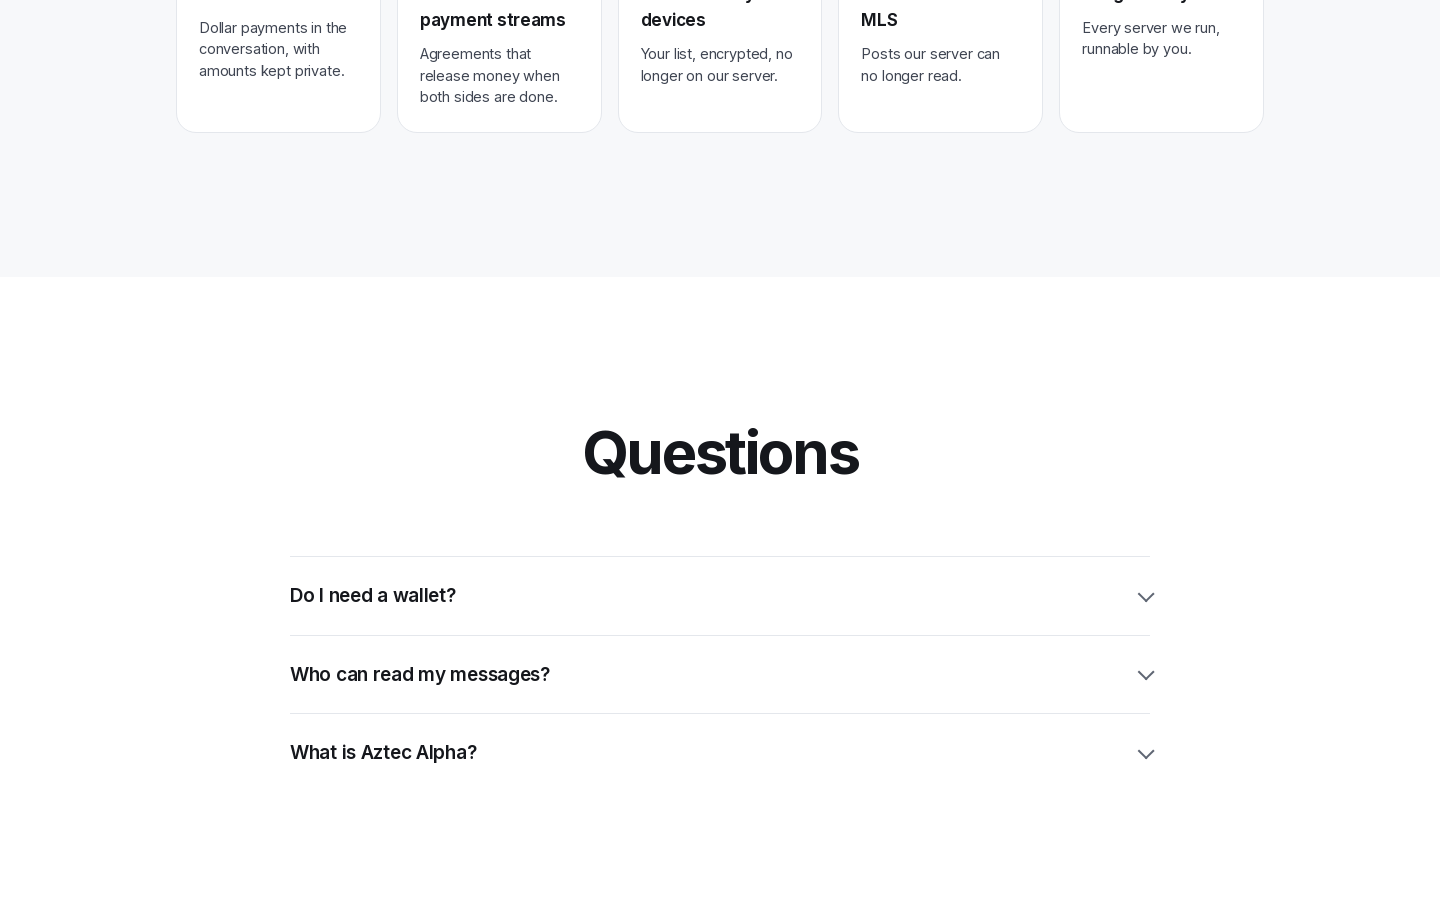 Dollar payments in the
conversation, with
amounts kept private.
payment streams
Agreements that
release money when
both sides are done.
devices
Your list, encrypted, no
longer on our server.
MLS
Posts our server can
no longer read.
Every server we run,
runnable by you.
Questions
Do I need a wallet?
Who can read my messages?
What is Aztec Alpha?